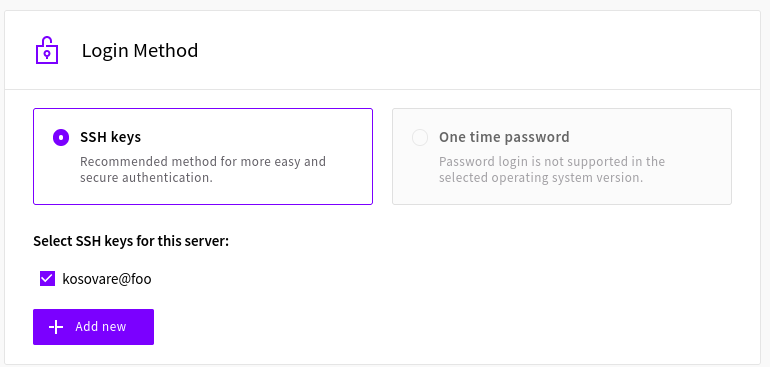 Login Method
SSH keys
Recommended method for more easy and
secure authentication.
One time password
Password login is not supported in the
selected operating system version.
Select SSH keys for this server:
kosovare@foo
Add new